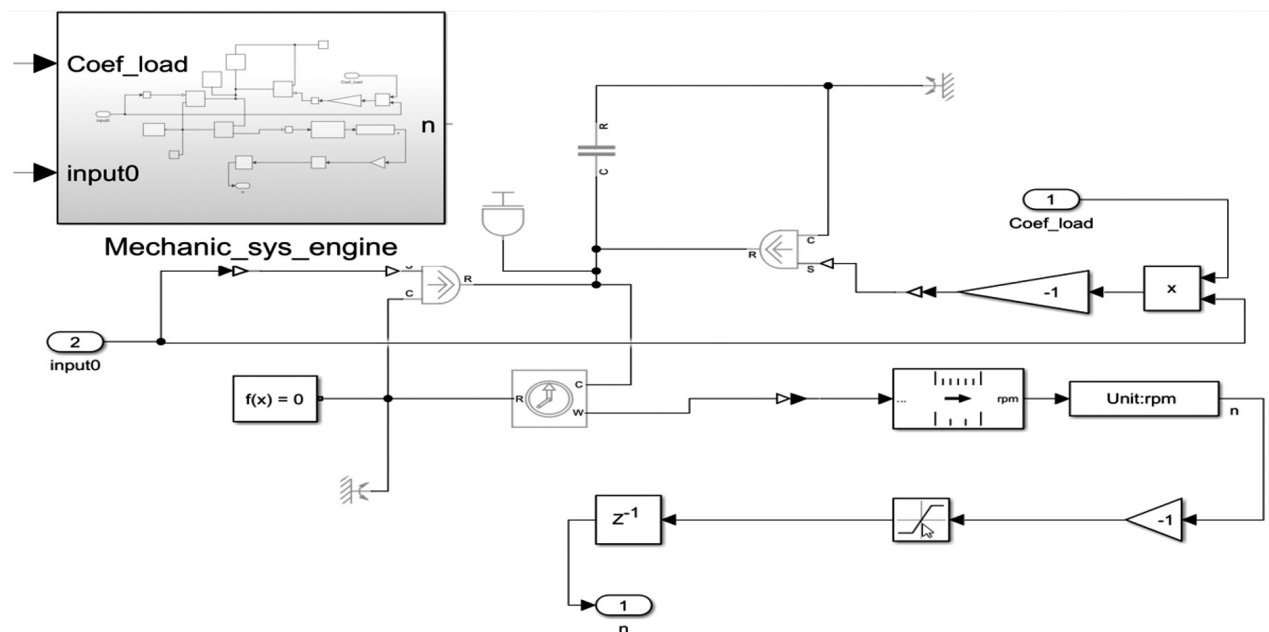 Coef_load
input0
n
Mechanic_sys_engine
R
C
1
Coef_load
C
R
S
R
C
-1
x
2
input0
f(x) = 0
R
C
W
...
rpm
Unit:rpm
n
z-1
-1
1
n